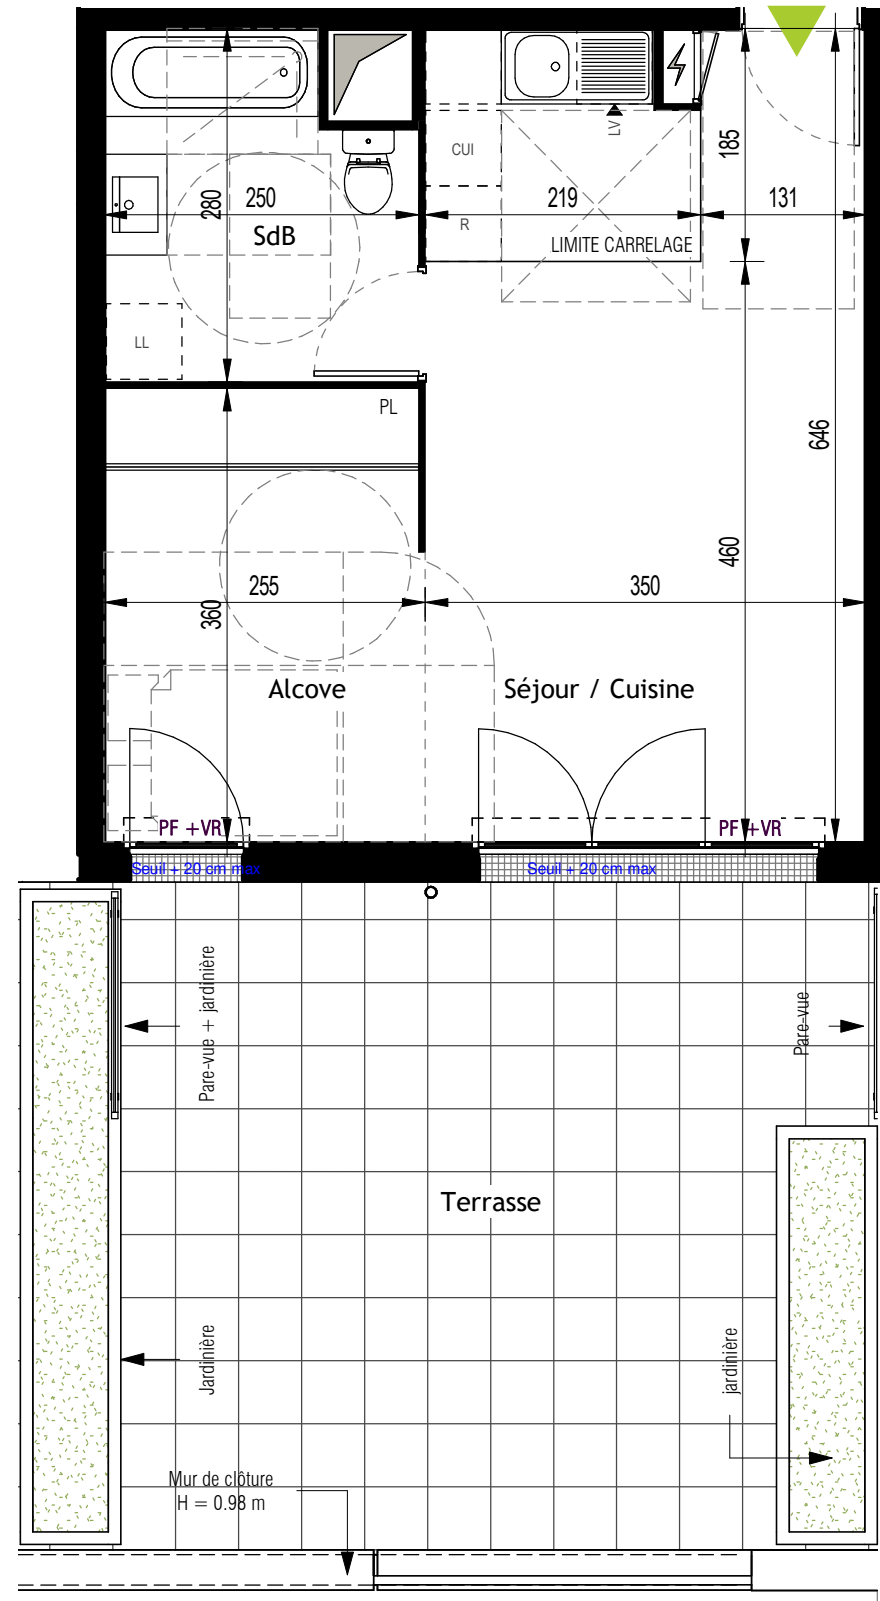 185
LV
CUI
280
250
219
131
R
SdB
LIMITE CARRELAGE
LL
PL
646
460
255
350
360
Alcove
Séjour / Cuisine
PF +VR
PF +VR
Seuil + 20 cm max
Seuil + 20 cm max
Pare-vue + jardinière
Pare-vue
Terrasse
Jardinière
jardinière
Mur de clôture
H = 0.98 m